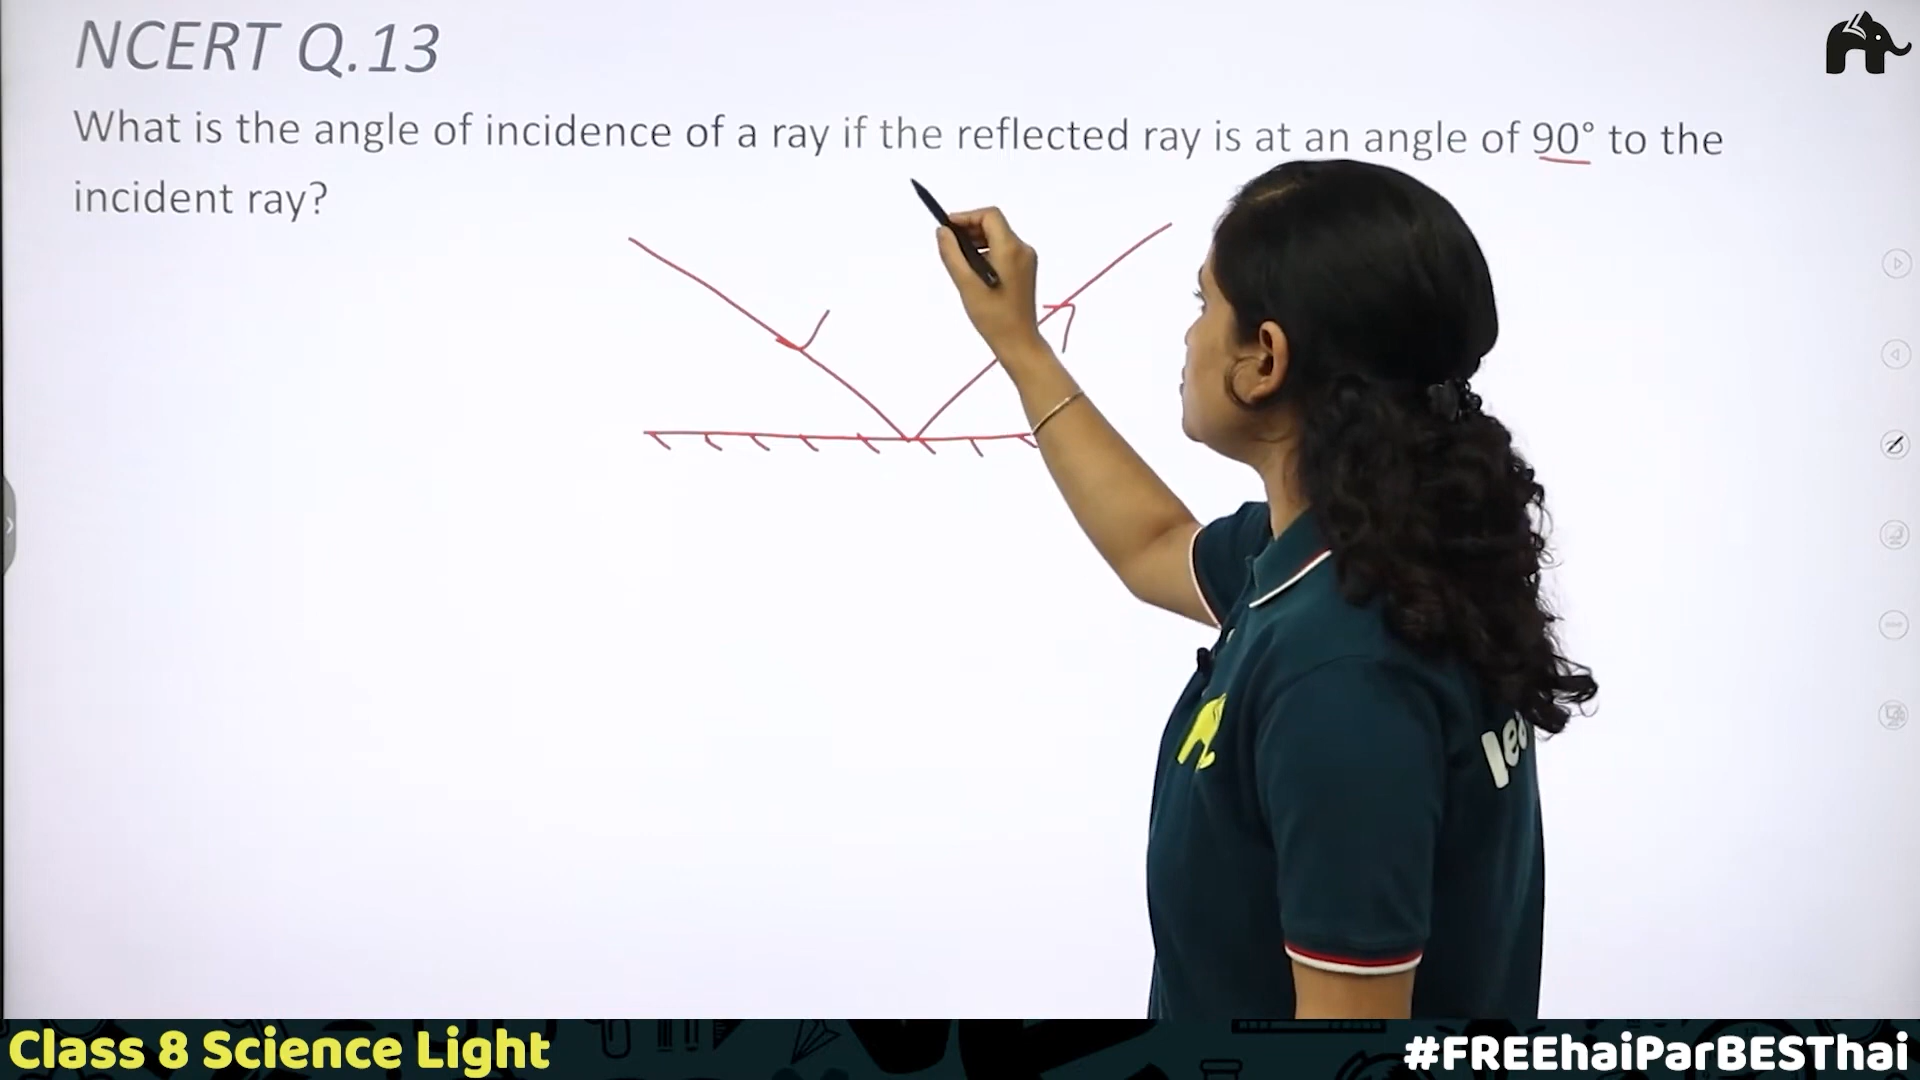 NCERT Q.13
What is the angle of incidence of a ray if the reflected ray is at an angle of 90° to the
incident ray?
lea
Class 8 Science Light
#FREEhaiParBESThai